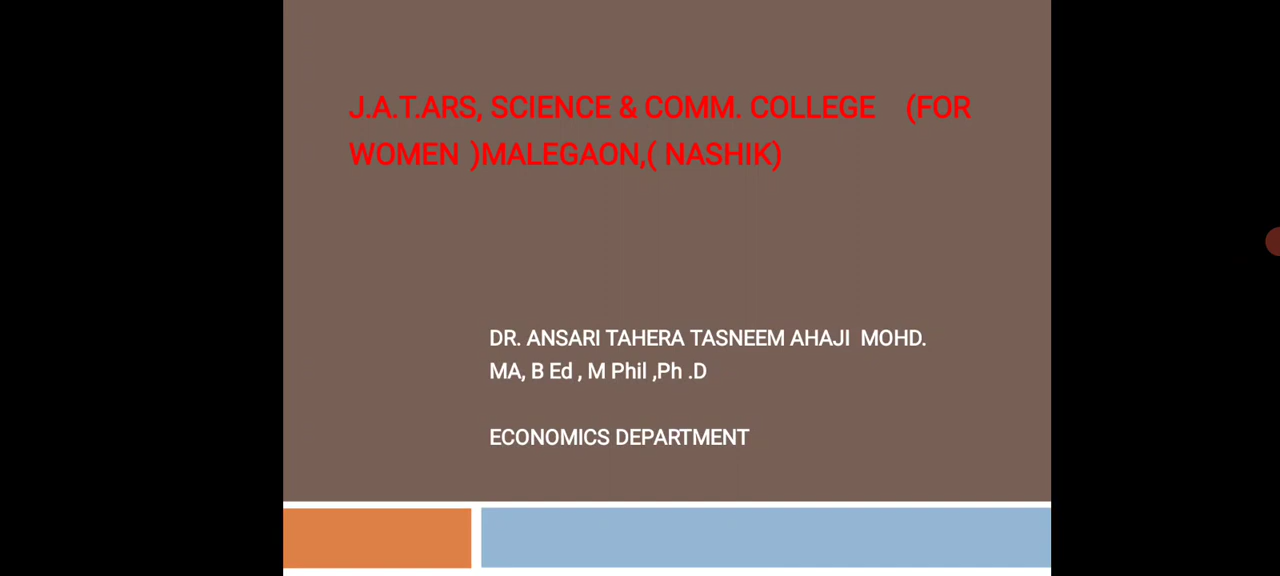 J.A.T.ARS, SCIENCE & COMM. COLLEGE (FOR
WOMEN )MALEGAON,( NASHIK)
DR. ANSARI TAHERA TASNEEM AHAJI MOHD.
MA, B Ed , M Phil ,Ph .D
ECONOMICS DEPARTMENT